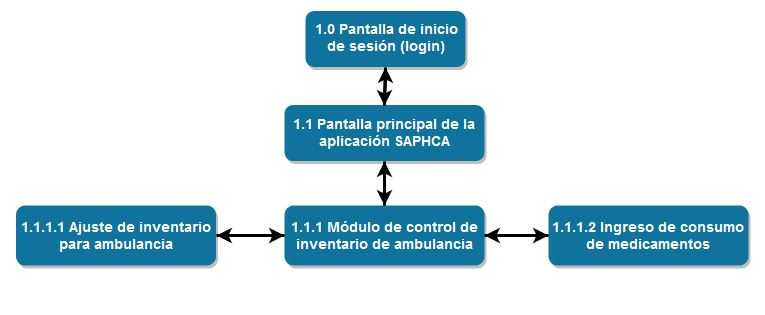 1.0 Pantalla de inicio
de sesión (login)
1.1 Pantalla principal de la
aplicación SAPHCA
1.1.1.1 Ajuste de inventario
para ambulancia
1.1.1 Módulo de control de
inventario de ambulancia
1.1.1.2 Ingreso de consumo
de medicamentos